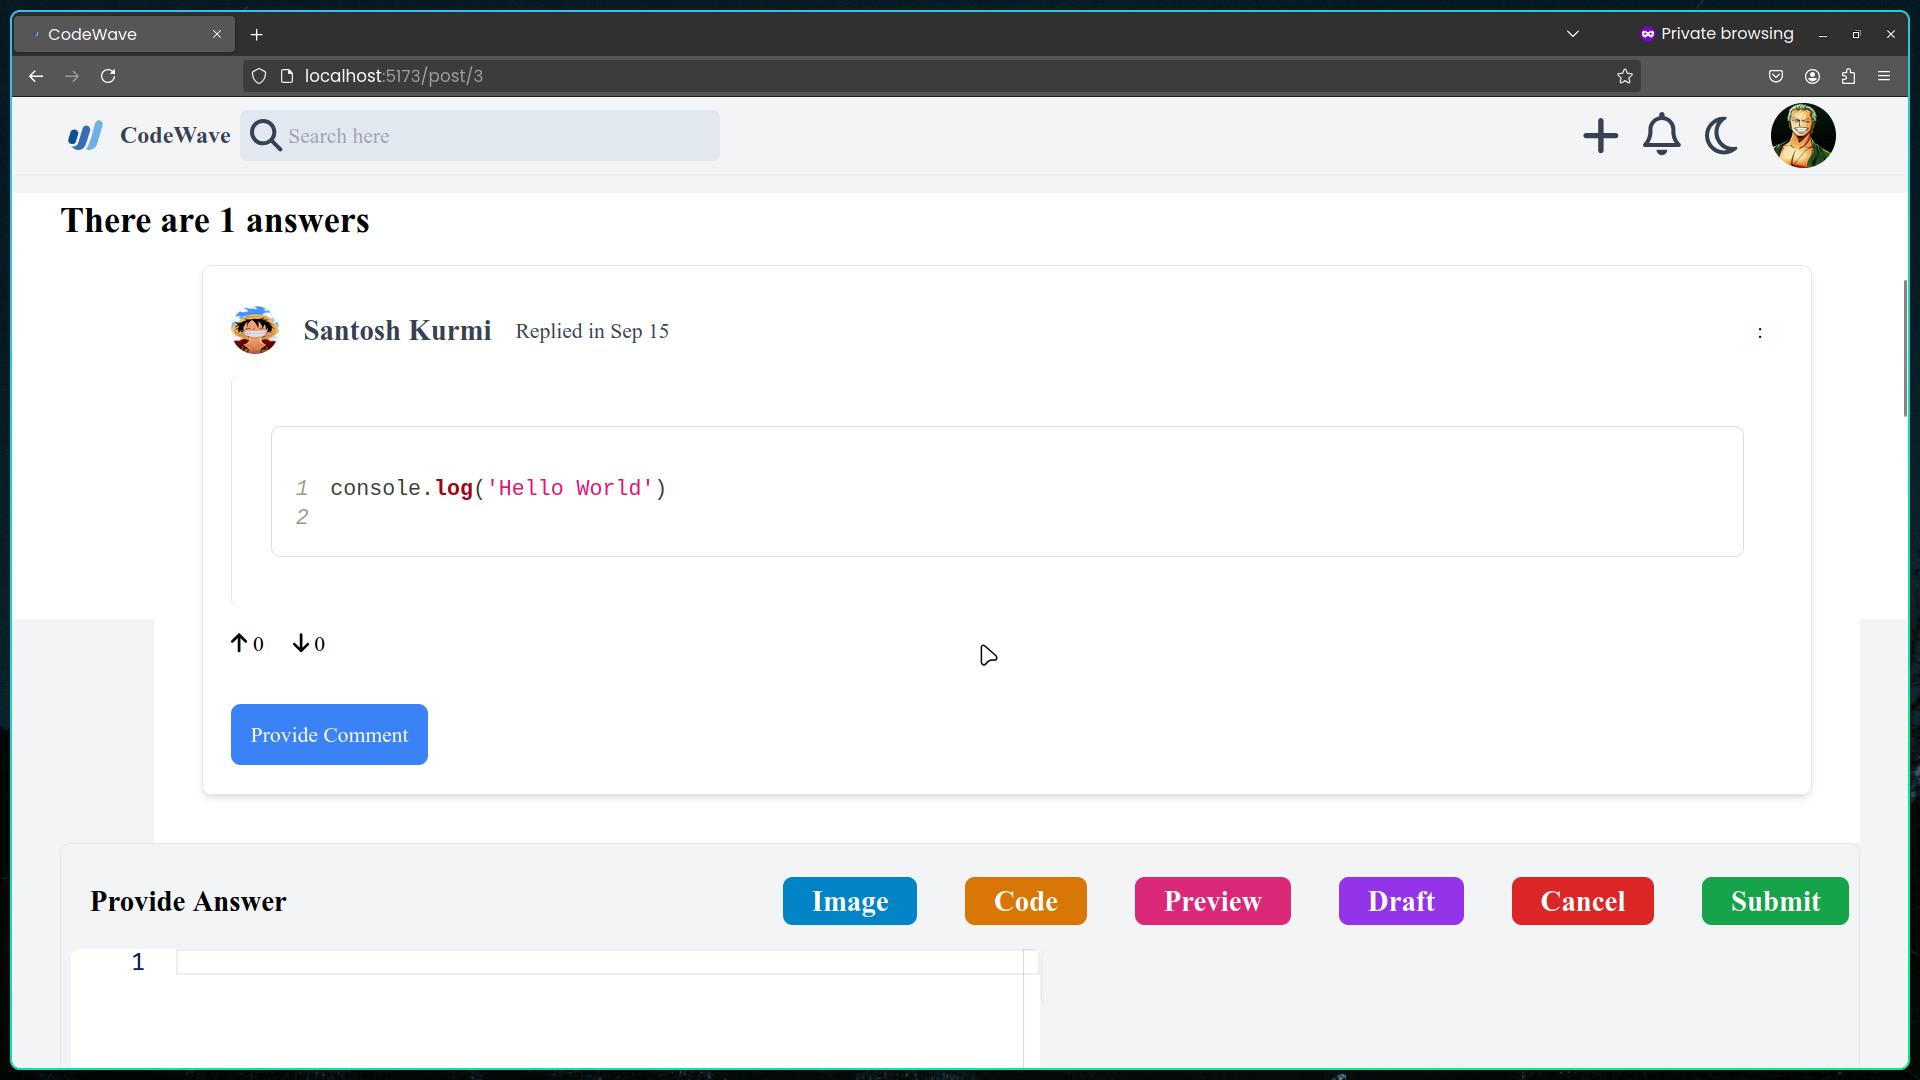 CodeWave
Private browsing
localhost:5173/post/3
CodeWave
Search here
There are 1 answers
Santosh Kurmi Replied in Sep 15 :
1 console.log('Hello World')
2
0 0
Provide Comment
Provide Answer Image Code Preview Draft Cancel Submit
1